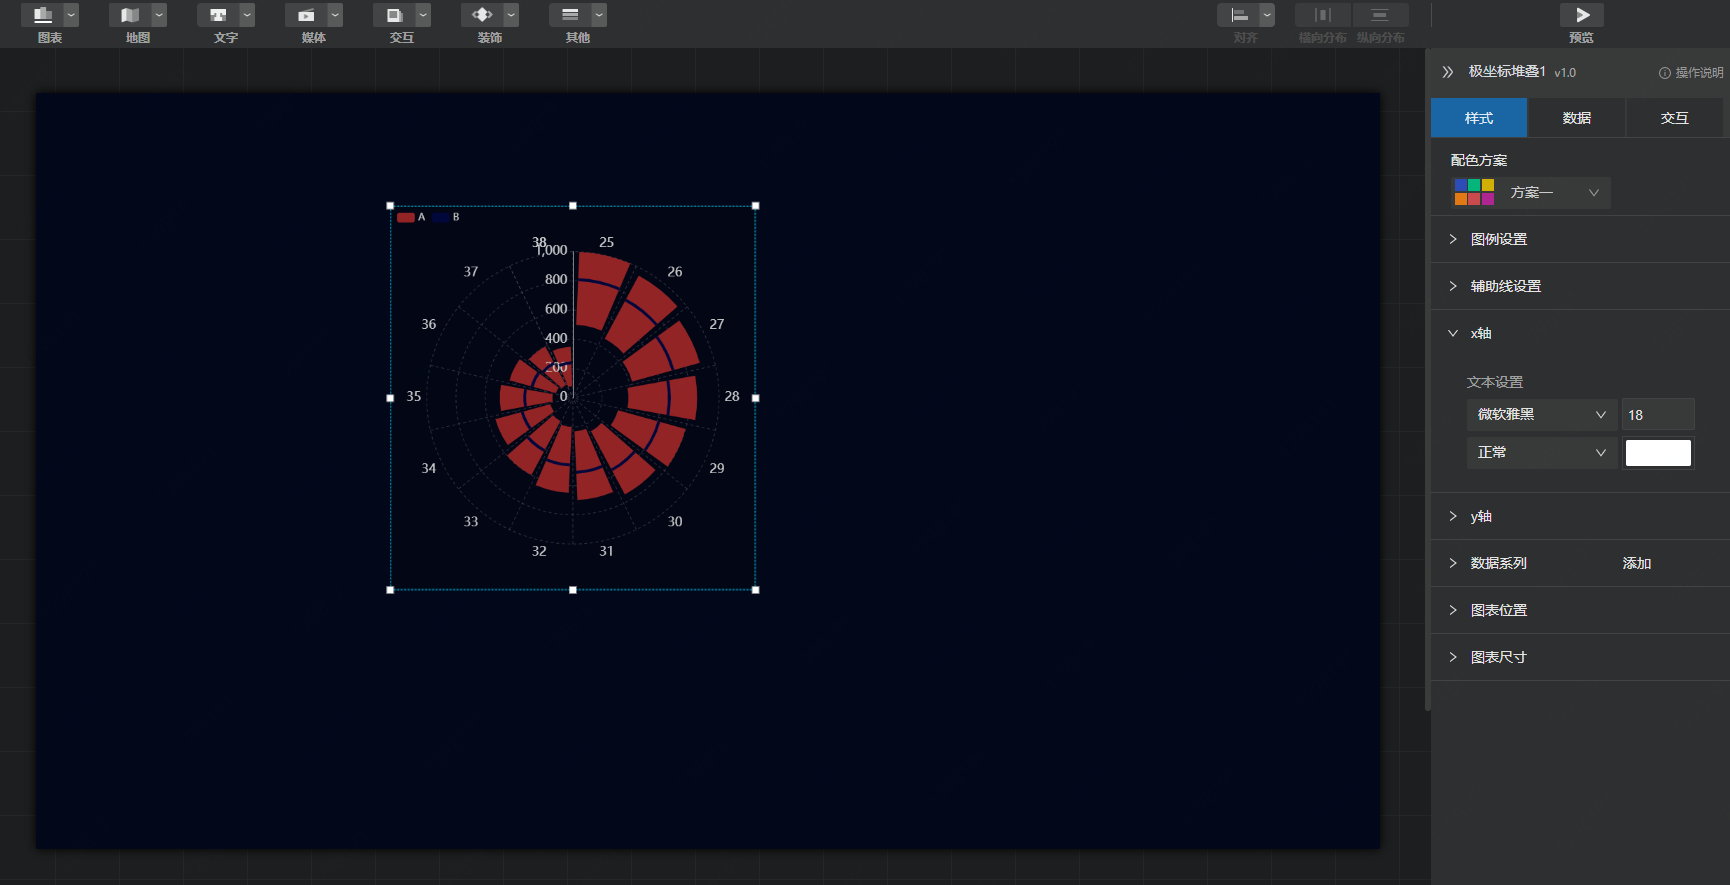 图表 地图 文字 媒体 交互 装饰 其他 对齐 横向分布 纵向分布 预览
极坐标堆叠1 v1.0 操作说明
样式 数据 交互
配色方案
方案一
图例设置
辅助线设置
x轴
文本设置
微软雅黑 18
正常
y轴
数据系列 添加
图表位置
图表尺寸
A B
38 25
1,000
37 26
800
600
36 27
400
200
35 0 28
34 29
33 30
32 31